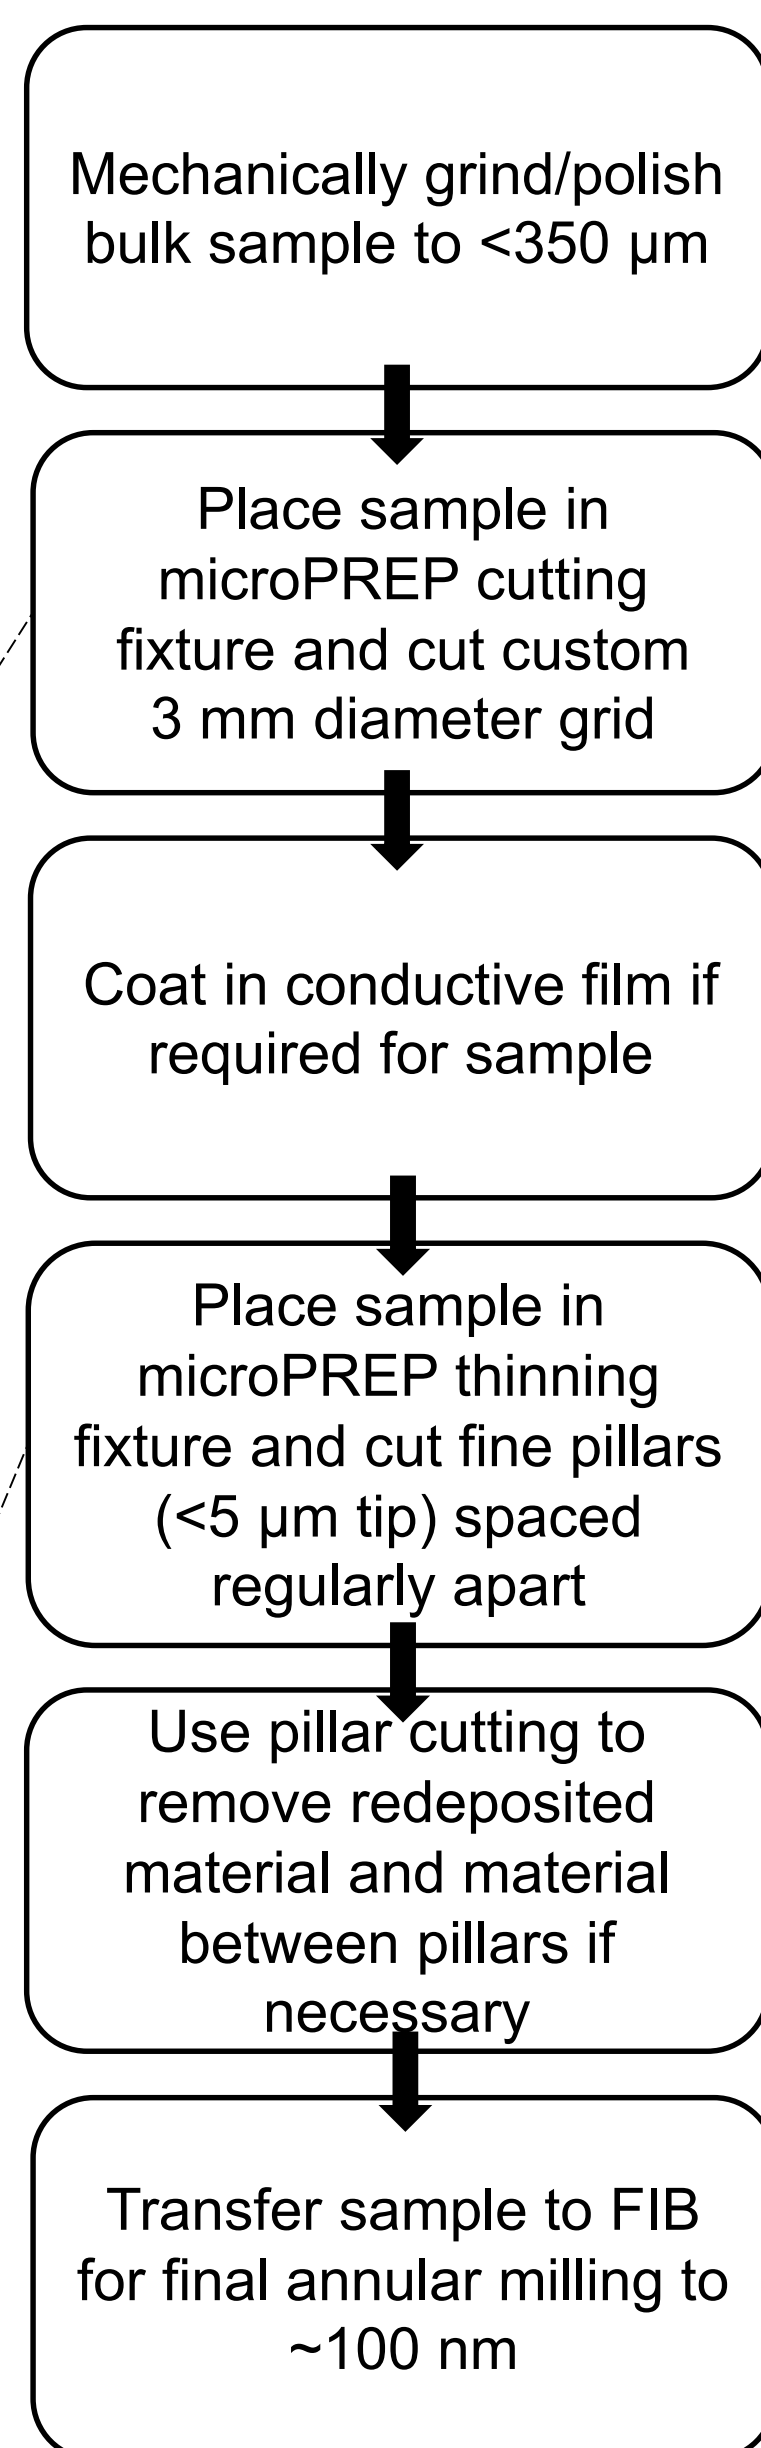 Mechanically grind/polish
bulk sample to <350 µm
Place sample in
microPREP cutting
fixture and cut custom
3 mm diameter grid
Coat in conductive film if
required for sample
Place sample in
microPREP thinning
fixture and cut fine pillars
(<5 µm tip) spaced
regularly apart
Use pillar cutting to
remove redeposited
material and material
between pillars if
necessary
Transfer sample to FIB
for final annular milling to
~100 nm